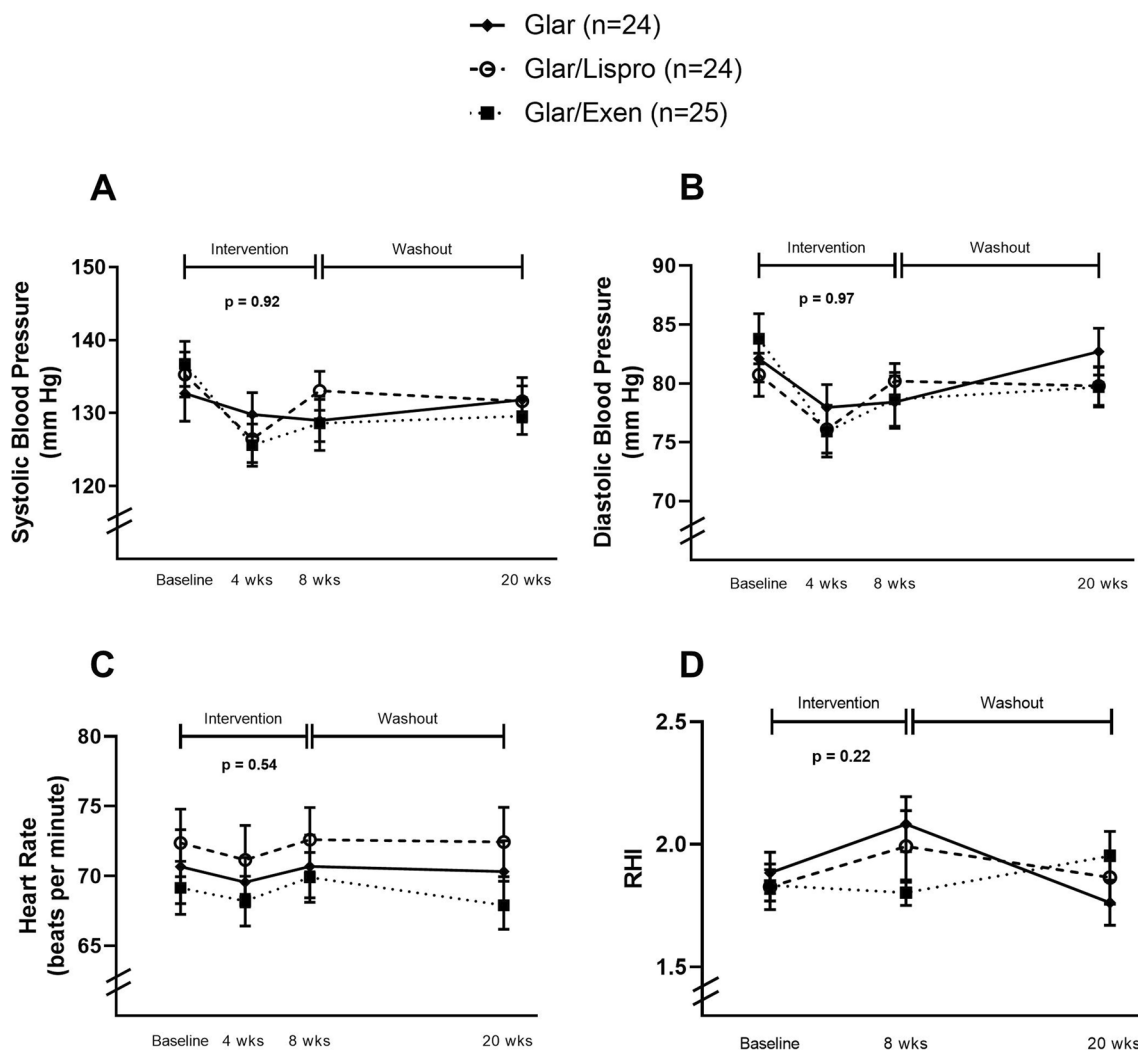 Glar (n=24)
Glar/Lispro (n=24)
Glar/Exen (n=25)
A
Intervention
Washout
p = 0.92
Systolic Blood Pressure
(mm Hg)
150
140
130
120
Baseline
4 wks
8 wks
20 wks
B
Intervention
Washout
p = 0.97
Diastolic Blood Pressure
(mm Hg)
90
85
80
75
70
Baseline
4 wks
8 wks
20 wks
C
Intervention
Washout
p = 0.54
Heart Rate
(beats per minute)
80
75
70
65
Baseline
4 wks
8 wks
20 wks
D
Intervention
Washout
p = 0.22
RHI
2.5
2.0
1.5
Baseline
8 wks
20 wks